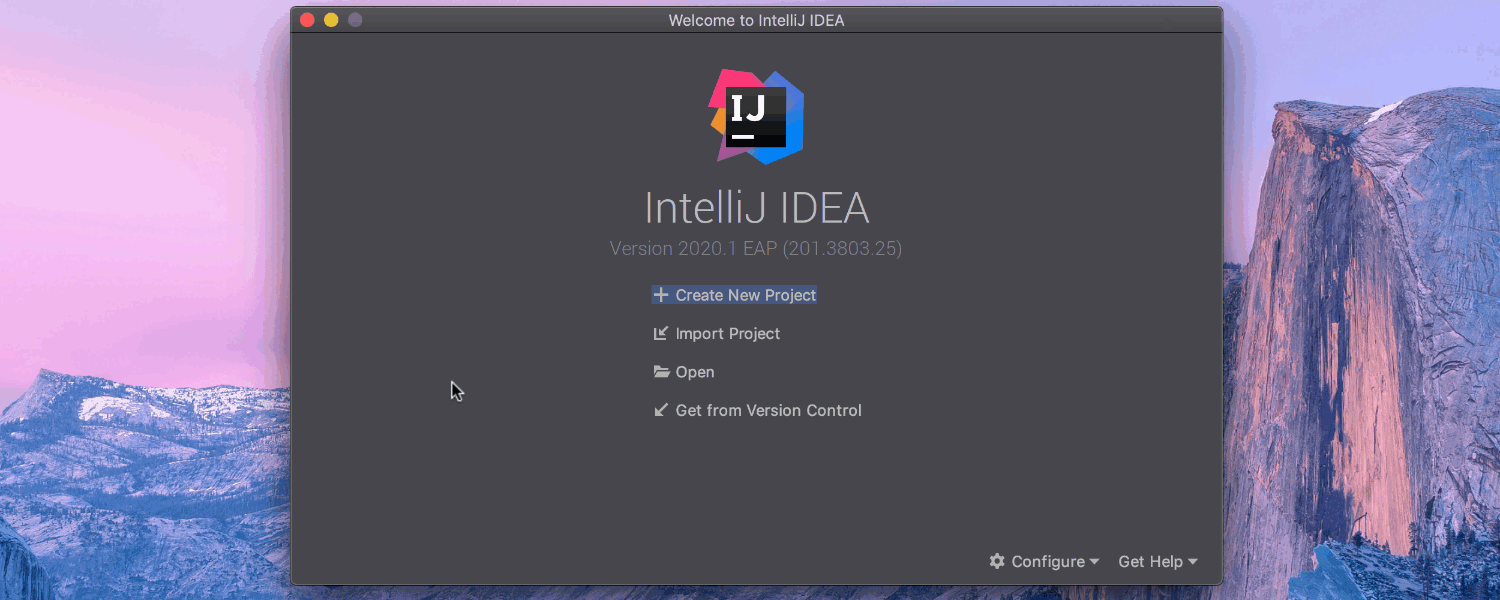 Welcome to IntelliJ IDEA
IJ
IntelliJ IDEA
Version 2020.1 EAP (201.3803.25)
Create New Project
Import Project
Open
Get from Version Control
Configure Get Help